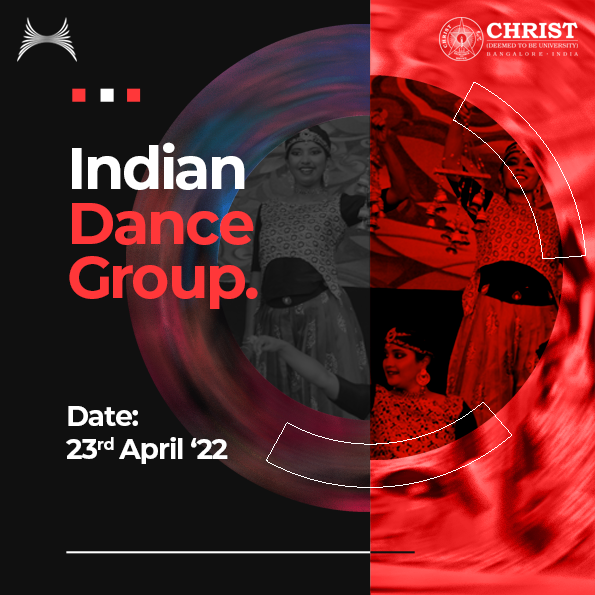 CHRIST
(DEEMED TO BE UNIVERSITY)
BANGALORE · INDIA
Indian
Dance
Group.
Date:
23rd April ‘22